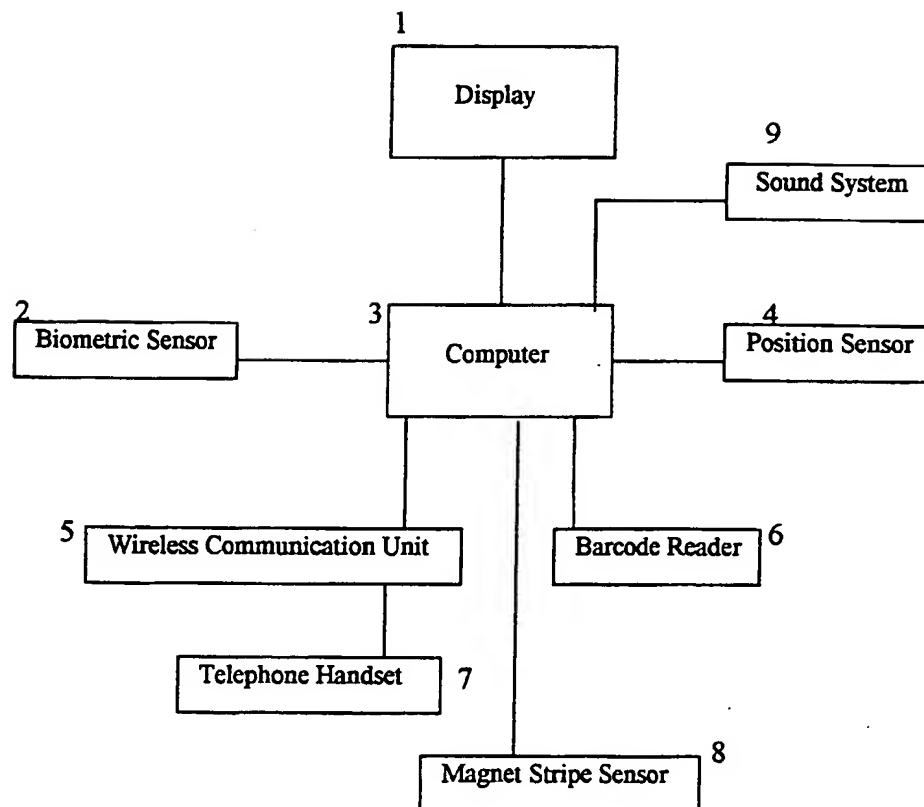 1
Display
9
Sound System
2
Biometric Sensor
3
Computer
4
Position Sensor
5
Wireless Communication Unit
Barcode Reader
6
Telephone Handset
7
8
Magnet Stripe Sensor